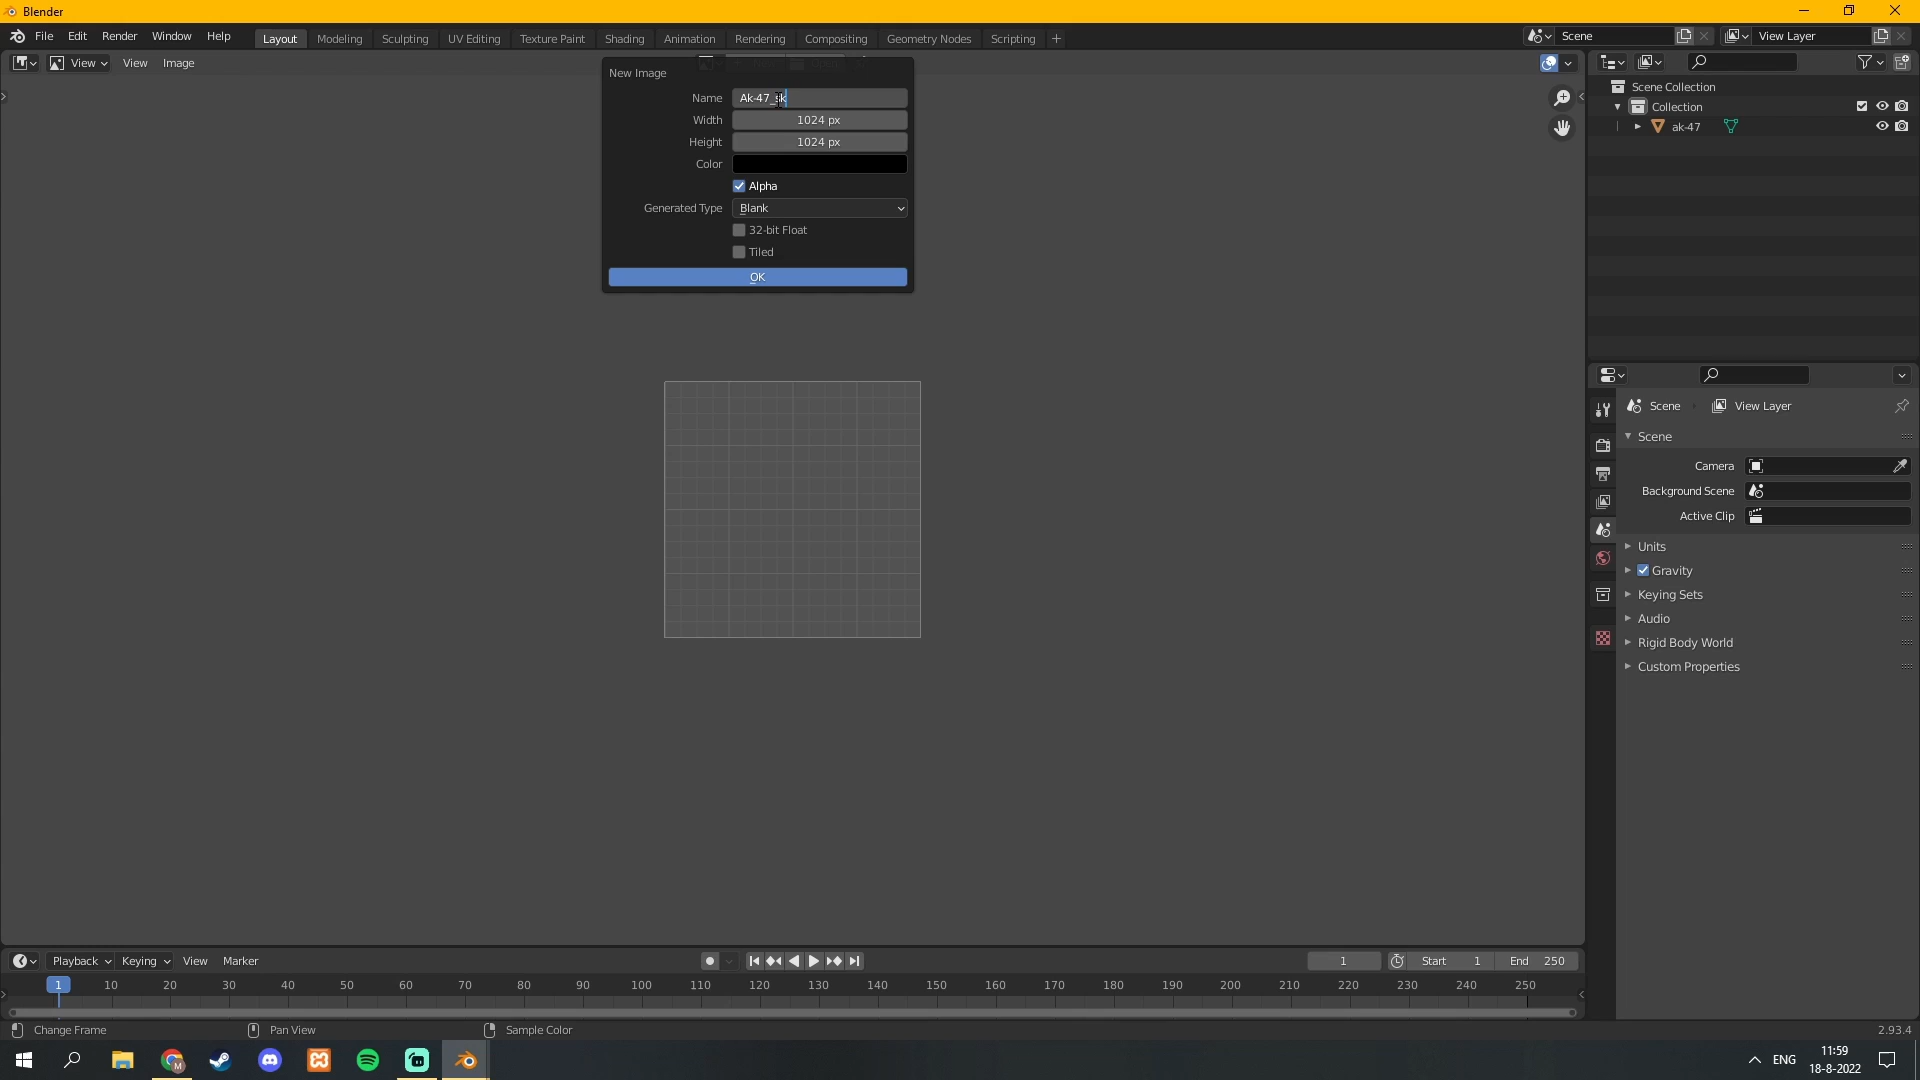 Blender
File Edit Render Window Help Layout Modeling Sculpting UV Editing Texture Paint Shading Animation Rendering Compositing Geometry Nodes Scripting + Scene View Layer
View View Image
New Image
Name Ak-47_sk
Width 1024 px
Height 1024 px
Color
Alpha
Generated Type Blank
32-bit Float
Tiled
OK
Scene Collection
Collection
ak-47
Scene View Layer
Scene
Camera
Background Scene
Active Clip
Units
Gravity
Keying Sets
Audio
Rigid Body World
Custom Properties
Playback Keying View Marker 1 Start 1 End 250
1 10 20 30 40 50 60 70 80 90 100 110 120 130 140 150 160 170 180 190 200 210 220 230 240 250
Change Frame Pan View Sample Color 2.93.4
ENG 11:59
18-8-2022